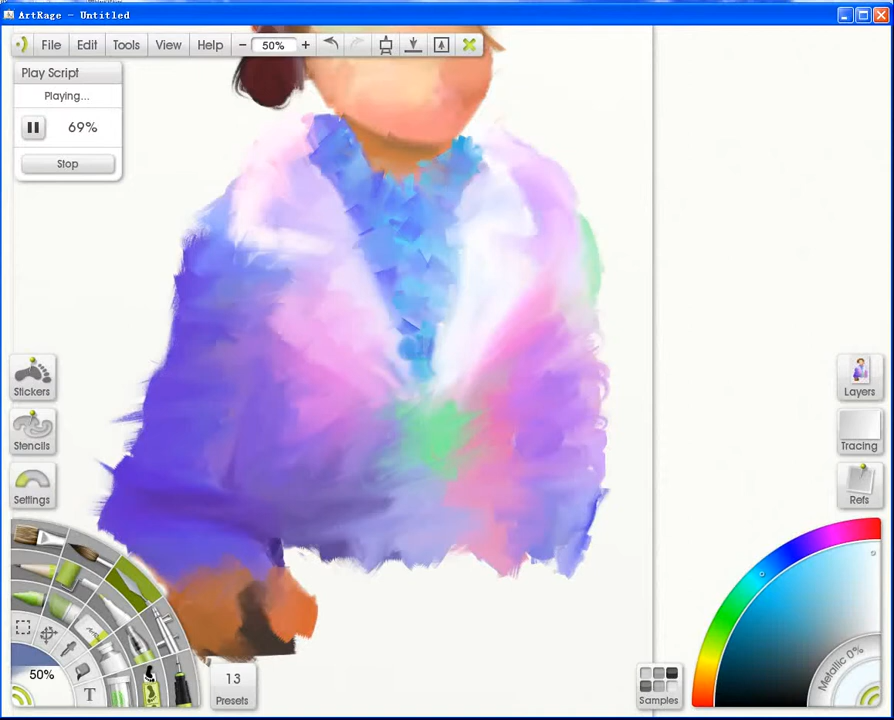 ArtRage - Untitled
File Edit Tools View Help 50%
Play Script
Playing...
69%
Stop
Stickers
Stencils
Settings
Layers
Tracing
Refs
50%
T
13
Presets
Samples
Metallic 0%